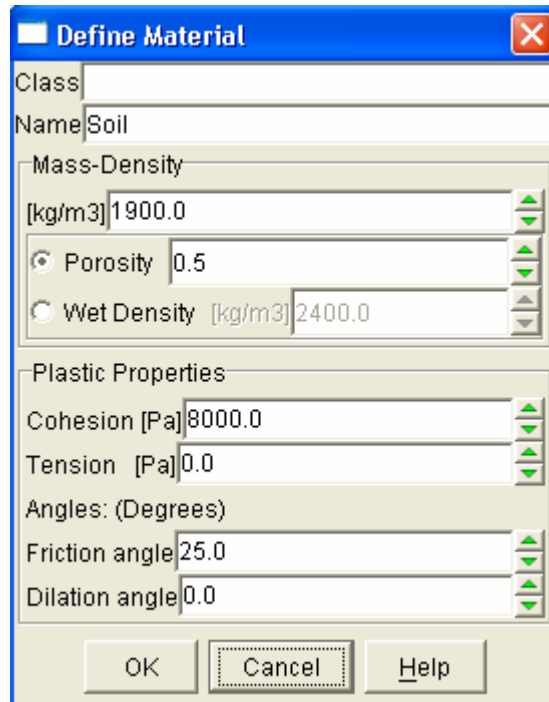 Define Material
Class
Name Soil
Mass-Density
[kg/m3] 1900.0
Porosity 0.5
Wet Density [kg/m3] 2400.0
Plastic Properties
Cohesion [Pa] 8000.0
Tension [Pa] 0.0
Angles: (Degrees)
Friction angle 25.0
Dilation angle 0.0
OK Cancel Help